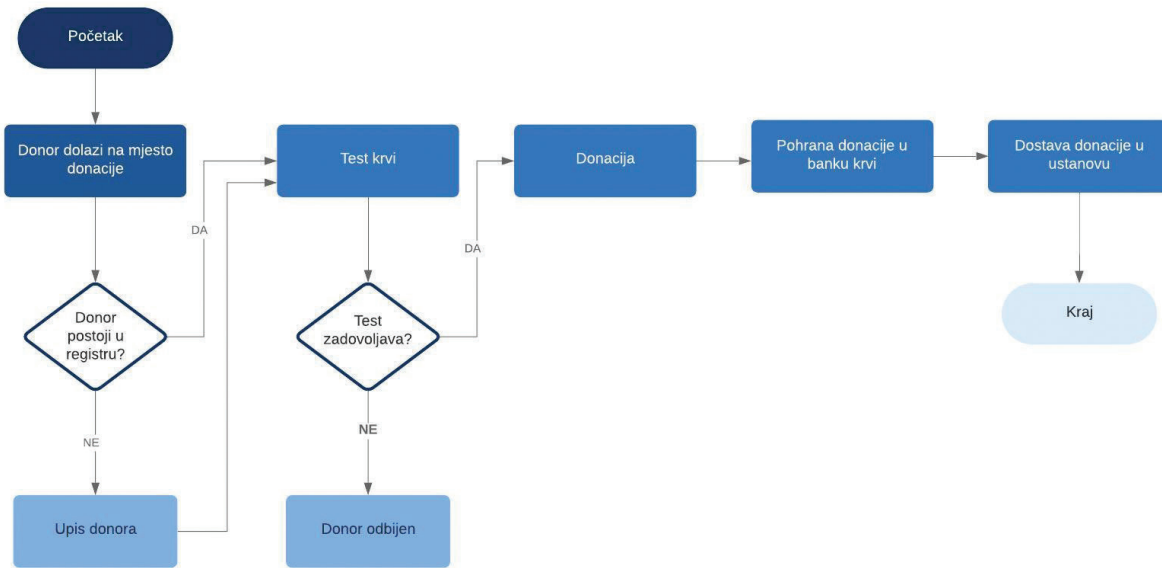 Početak
Donor dolazi na mjesto
donacije
Test krvi
Donacija
Pohrana donacije u
banku krvi
Dostava donacije u
ustanovu
DA
DA
Donor
postoji u
registru?
Test
zadovoljava?
Kraj
NE
NE
Upis donora
Donor odbijen